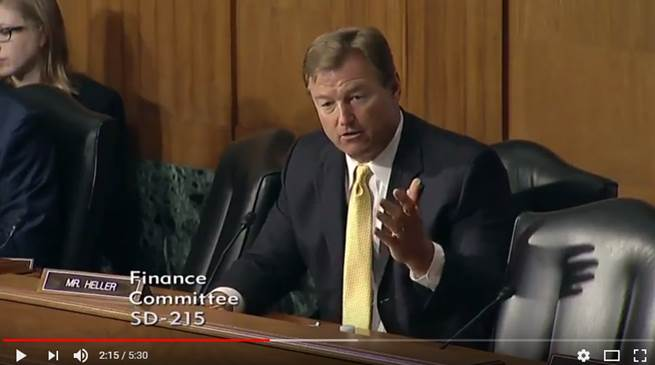 MR. HELLER
Finance
Committee
SD-215
2:15 / 5:30